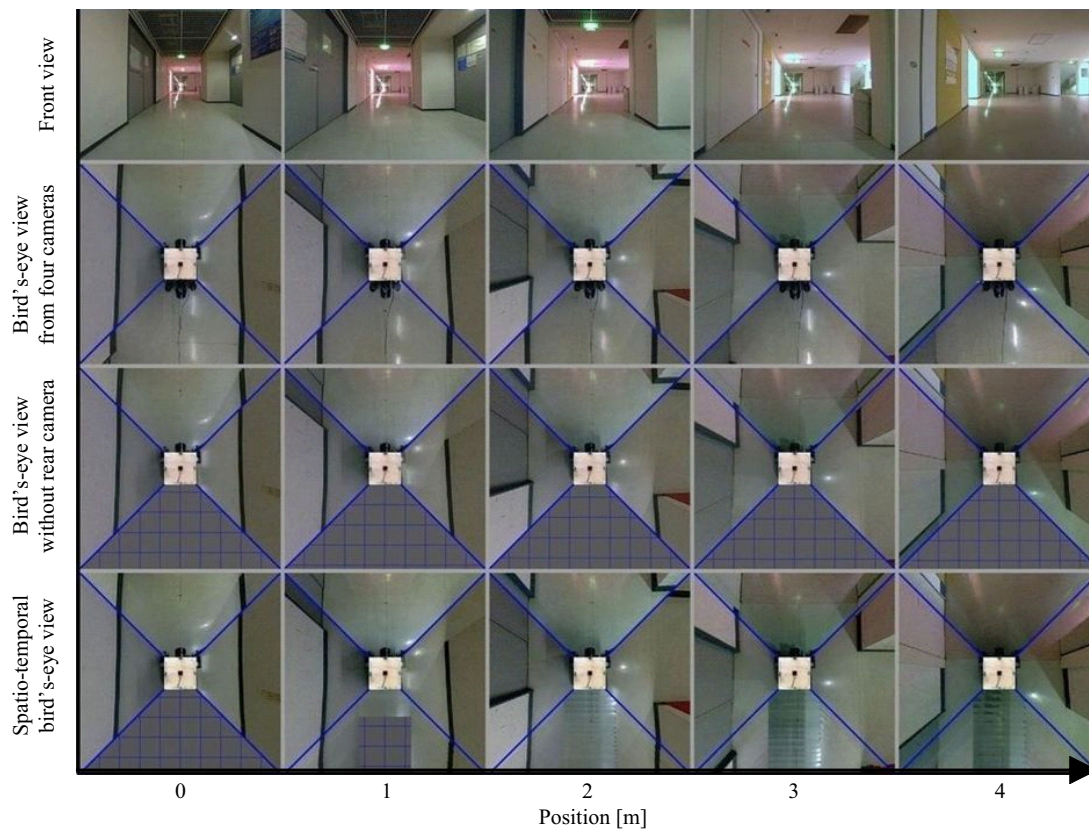 Front view
Bird's-eye view
from four cameras
Bird's-eye view
without rear camera
Spatio-temporal
bird's-eye view
0
1
2
3
4
Position [m]